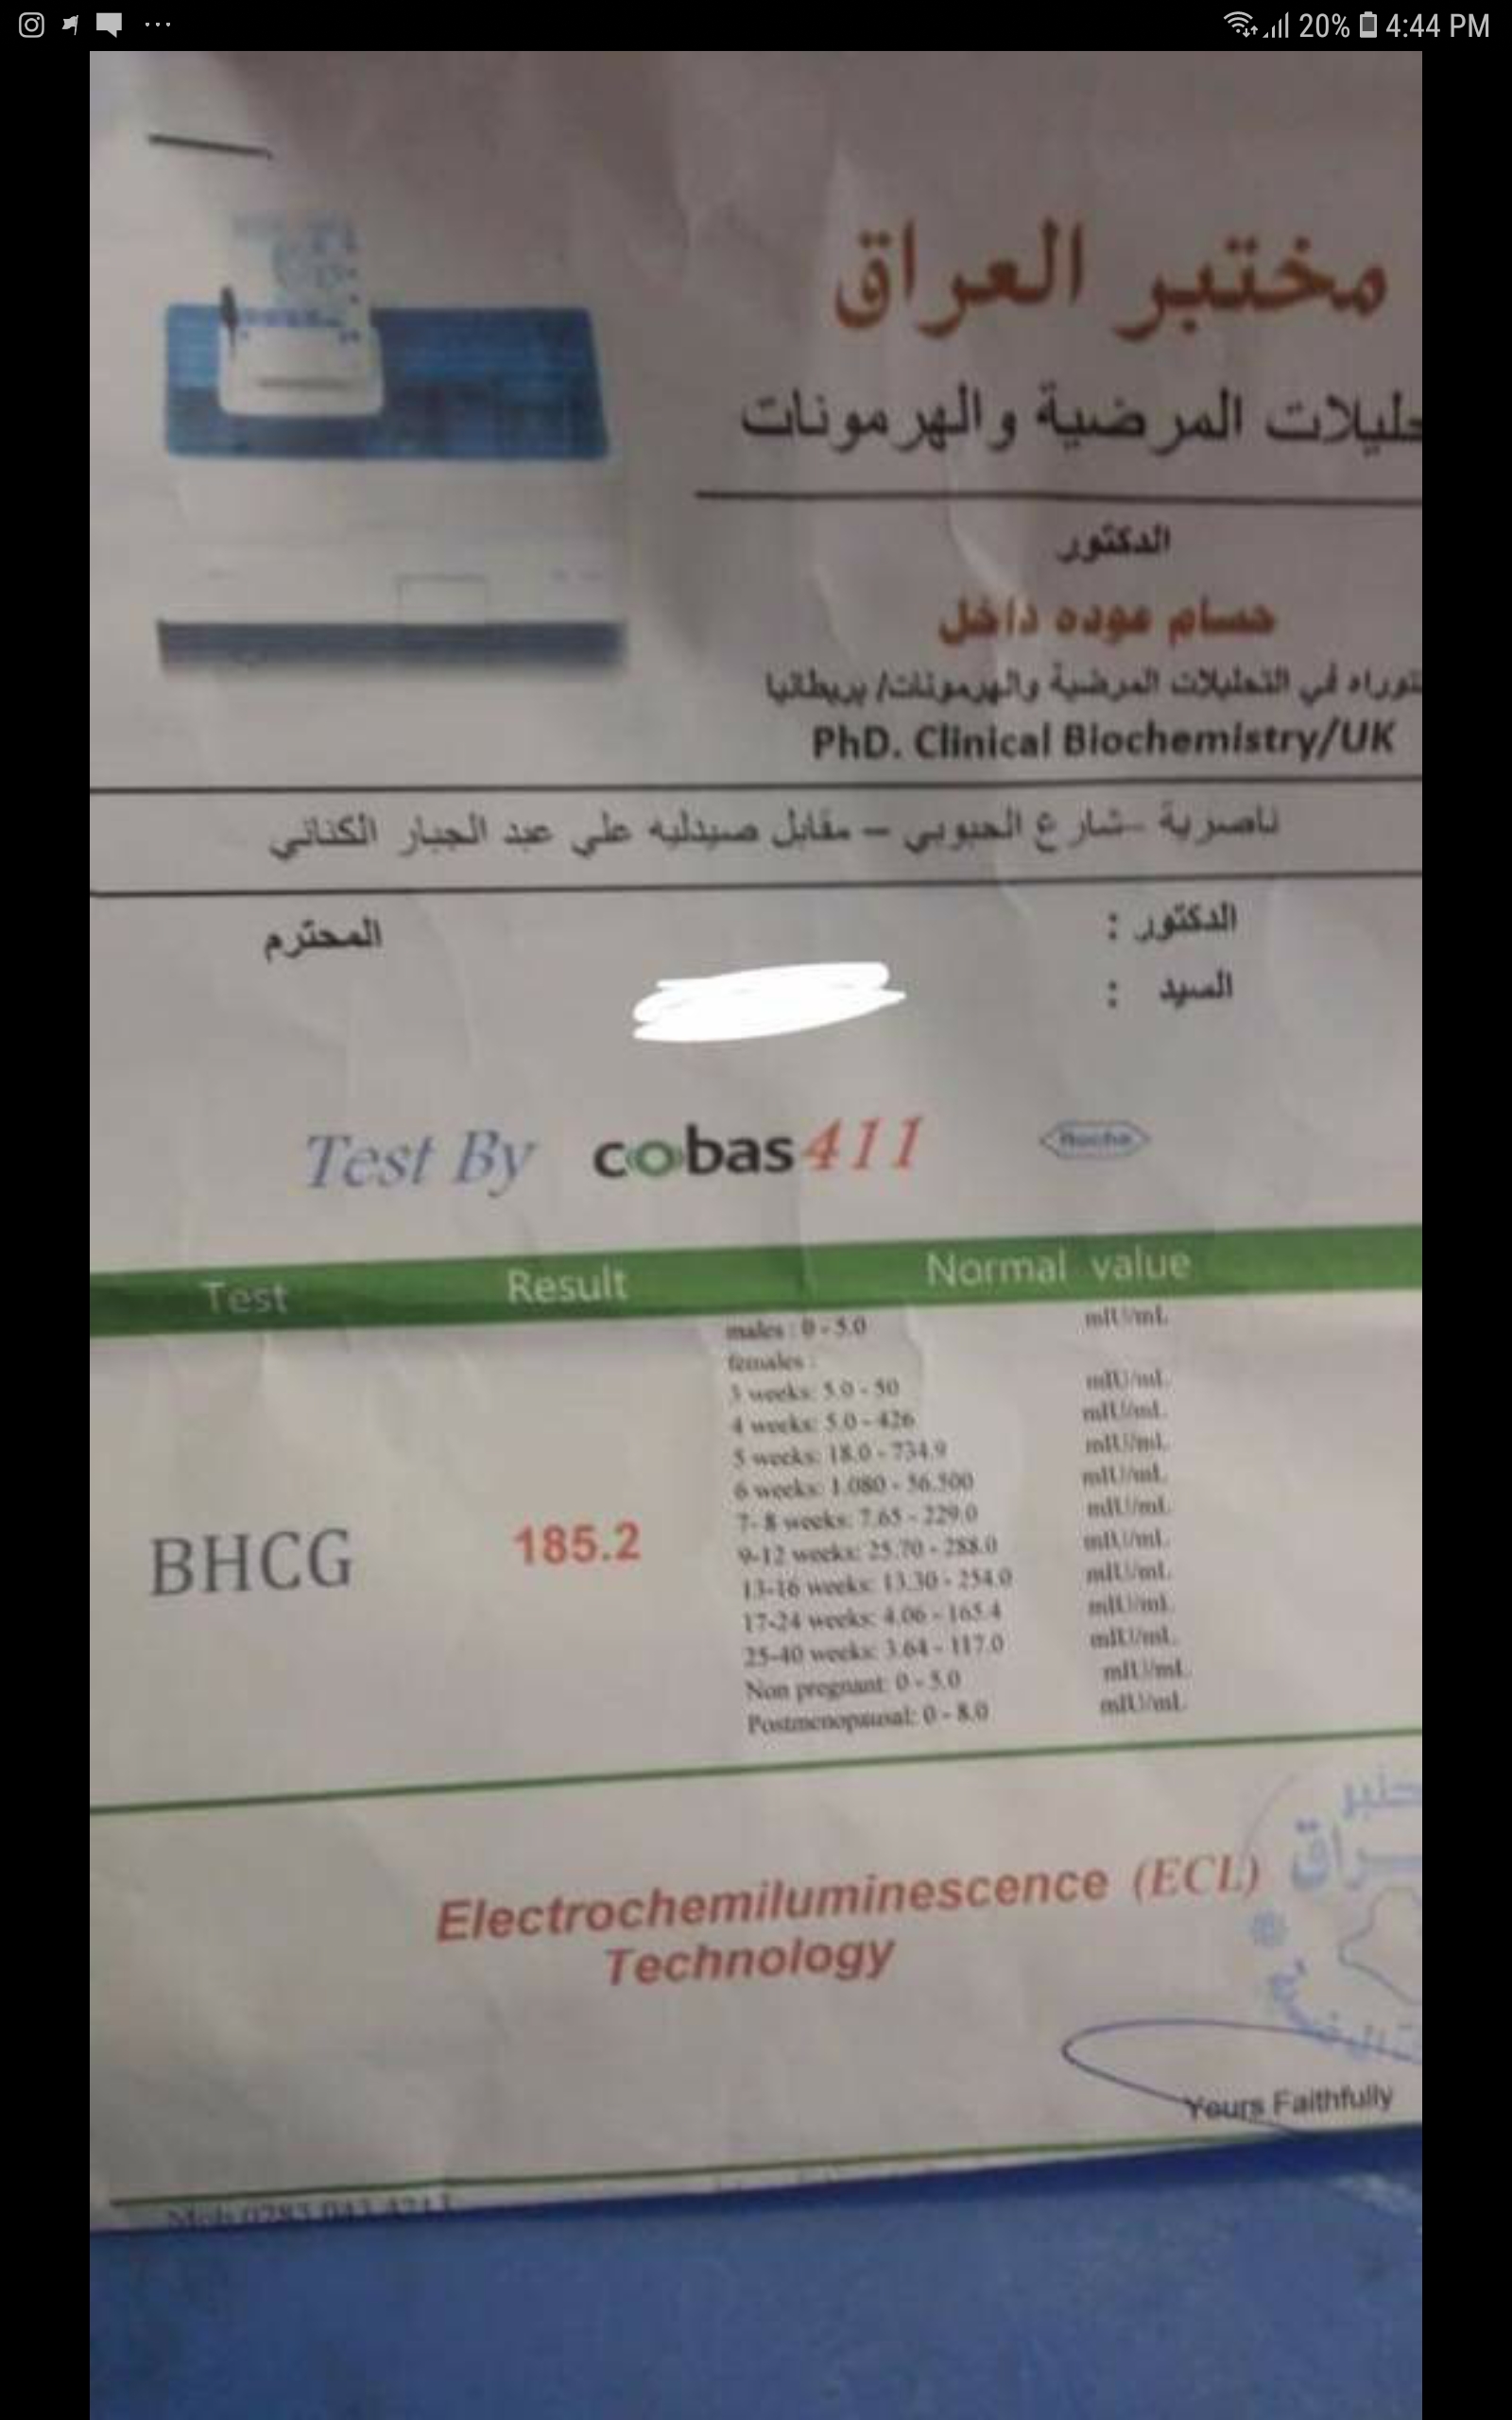 20% 4:44 PM
مختبر العراق
المرضية والهرمونات
الدكتور
حسام عوده داخل
في التحليلات المرضية والهرمونات/ بريطانيا
PhD. Clinical Biochemistry/UK
ناصرية -شارع الحبوبي - مقابل صيدليه علي عبد الجبار الكناني
الدكتور : المحترم
السيد :
Test By cobas 411 Roche
Test Result Normal value
males : 0 - 5.0 mIU/mL
females :
3 weeks: 5.0 - 50 mIU/mL
4 weeks: 5.0 - 426 mIU/mL
5 weeks: 18.0 - 734.9 mIU/mL
6 weeks: 1.080 - 56.500 mIU/mL
7- 8 weeks: 7.65 - 229.0 mIU/mL
BHCG 185.2
9-12 weeks: 25.70 - 288.0 mIU/mL
13-16 weeks: 13.30 - 254.0 mIU/mL
17-24 weeks: 4.06 - 165.4 mIU/mL
25-40 weeks: 3.64 - 117.0 mIU/mL
Non pregnant: 0 - 5.0 mIU/mL
Postmenopausal: 0 - 8.0 mIU/mL
Electrochemiluminescence (ECL)
Technology
Yours Faithfully